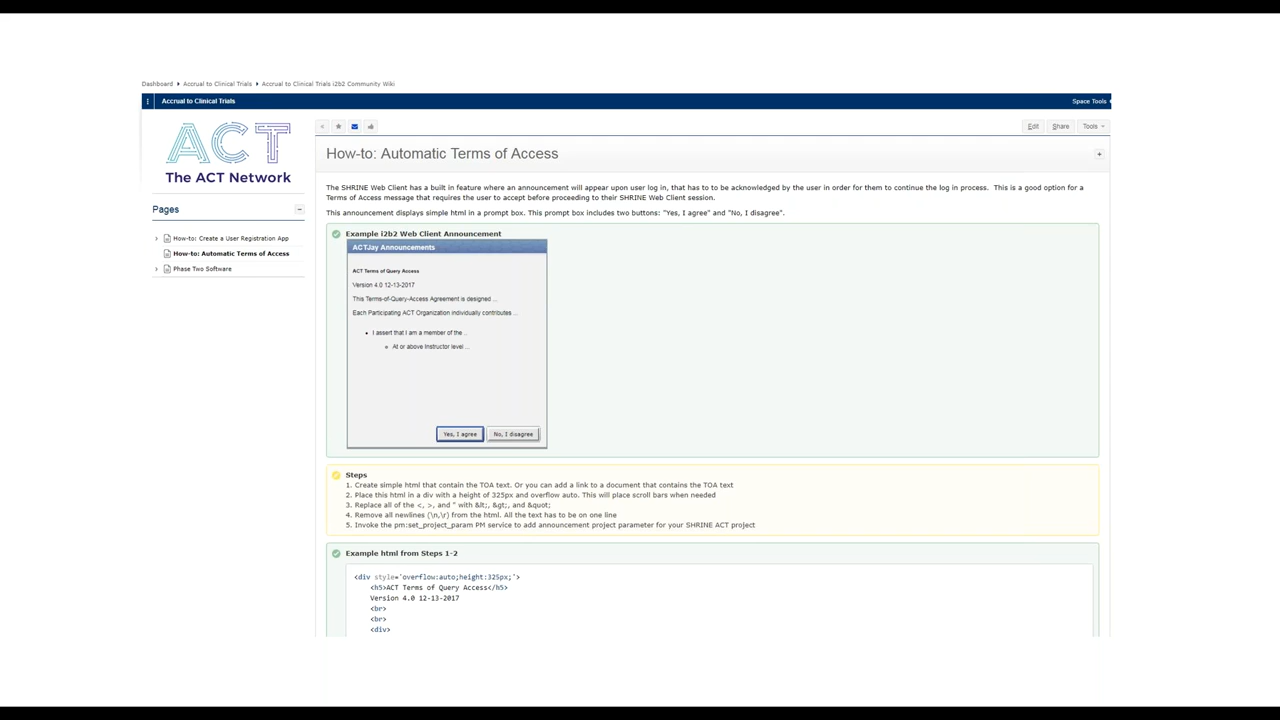 Dashboard ▸ Accrual to Clinical Trials ▸ Accrual to Clinical Trials i2b2 Community Wiki
Accrual to Clinical Trials
Space Tools
ACT
The ACT Network
Pages
How-to: Create a User Registration App
How-to: Automatic Terms of Access
Phase Two Software
Edit Share Tools
How-to: Automatic Terms of Access
The SHRINE Web Client has a built in feature where an announcement will appear upon user log in, that has to to be acknowledged by the user in order for them to continue the log in process. This is a good option for a
Terms of Access message that requires the user to accept before proceeding to their SHRINE Web Client session.
This announcement displays simple html in a prompt box. This prompt box includes two buttons: "Yes, I agree" and "No, I disagree".
Example i2b2 Web Client Announcement
ACTJay Announcements
ACT Terms of Query Access
Version 4.0 12-13-2017
This Terms-of-Query-Access Agreement is designed ...
Each Participating ACT Organization individually contributes ...
• I assert that I am a member of the ..
At or above Instructor level ...
Yes, I agree No, I disagree
Steps
1. Create simple html that contain the TOA text. Or you can add a link to a document that contains the TOA text
2. Place this html in a div with a height of 325px and overflow auto. This will place scroll bars when needed
3. Replace all of the <, >, and " with &lt;, &gt;, and &quot;
4. Remove all newlines (\n,\r) from the html. All the text has to be on one line
5. Invoke the pm:set_project_param PM service to add announcement project parameter for your SHRINE ACT project
Example html from Steps 1-2
<div style='overflow:auto;height:325px;'>
<h5>ACT Terms of Query Access</h5>
Version 4.0 12-13-2017
<br>
<br>
<div>